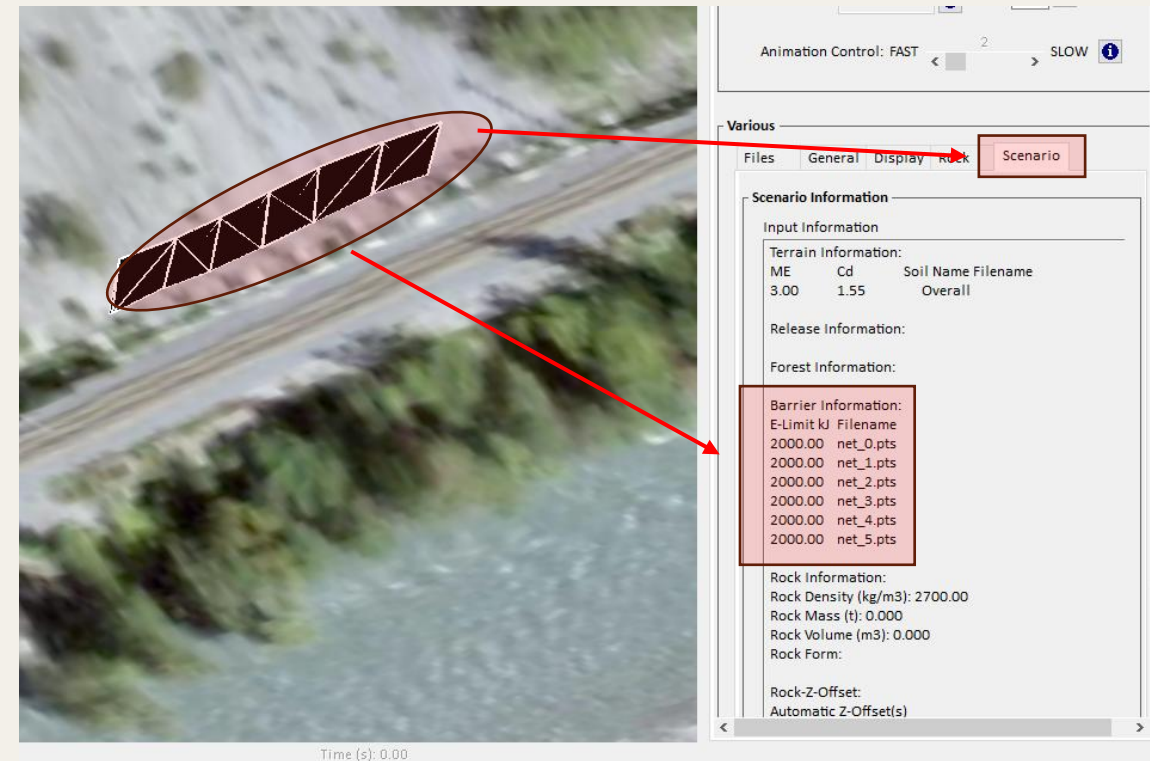 Animation Control: FAST 2 SLOW
Various
Files General Display Rock Scenario
Scenario Information
Input Information
Terrain Information:
ME Cd Soil Name Filename
3.00 1.55 Overall
Release Information:
Forest Information:
Barrier Information:
E-Limit kJ Filename
2000.00 net_0.pts
2000.00 net_1.pts
2000.00 net_2.pts
2000.00 net_3.pts
2000.00 net_4.pts
2000.00 net_5.pts
Rock Information:
Rock Density (kg/m3): 2700.00
Rock Mass (t): 0.000
Rock Volume (m3): 0.000
Rock Form:
Rock-Z-Offset:
Automatic Z-Offset(s)
Time (s): 0.00